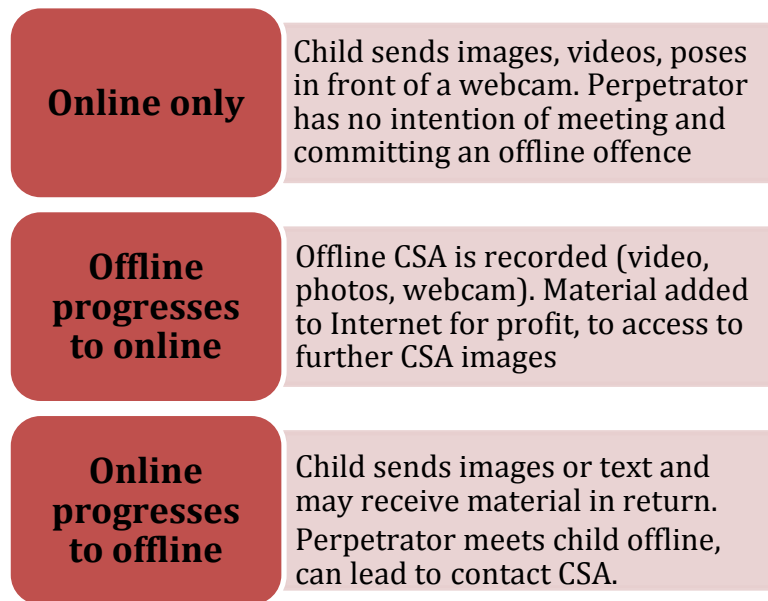 Online only
Child sends images, videos, poses
in front of a webcam. Perpetrator
has no intention of meeting and
committing an offline offence
Offline
progresses
to online
Offline CSA is recorded (video,
photos, webcam). Material added
to Internet for profit, to access to
further CSA images
Online
progresses
to offline
Child sends images or text and
may receive material in return.
Perpetrator meets child offline,
can lead to contact CSA.